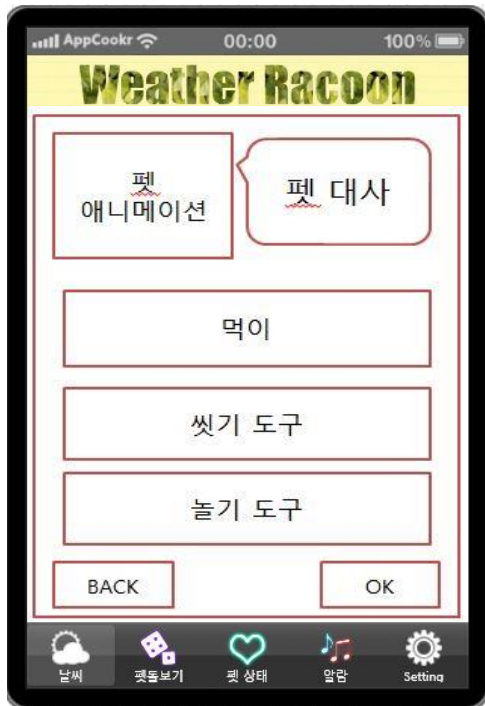 AppCookr 00:00 100%
Weather Racoon
펫
애니메이션
펫 대사
먹이
씻기 도구
놀기 도구
BACK OK
날씨 펫돌보기 펫 상태 알람 Setting